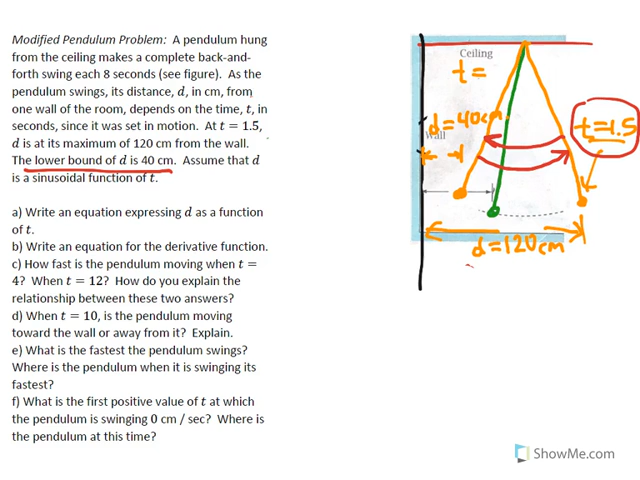 Modified Pendulum Problem: A pendulum hung
from the ceiling makes a complete back-and-
forth swing each 8 seconds (see figure). As the
pendulum swings, its distance, d, in cm, from
one wall of the room, depends on the time, t, in
seconds, since it was set in motion. At t = 1.5,
d is at its maximum of 120 cm from the wall.
The lower bound of d is 40 cm. Assume that d
is a sinusoidal function of t.
a) Write an equation expressing d as a function
of t.
b) Write an equation for the derivative function.
c) How fast is the pendulum moving when t =
4? When t = 12? How do you explain the
relationship between these two answers?
d) When t = 10, is the pendulum moving
toward the wall or away from it? Explain.
e) What is the fastest the pendulum swings?
Where is the pendulum when it is swinging its
fastest?
f) What is the first positive value of t at which
the pendulum is swinging 0 cm / sec? Where is
the pendulum at this time?
Ceiling
t =
d = 40cm
t = 1.5
Wall
d
d = 120 cm
ShowMe.com